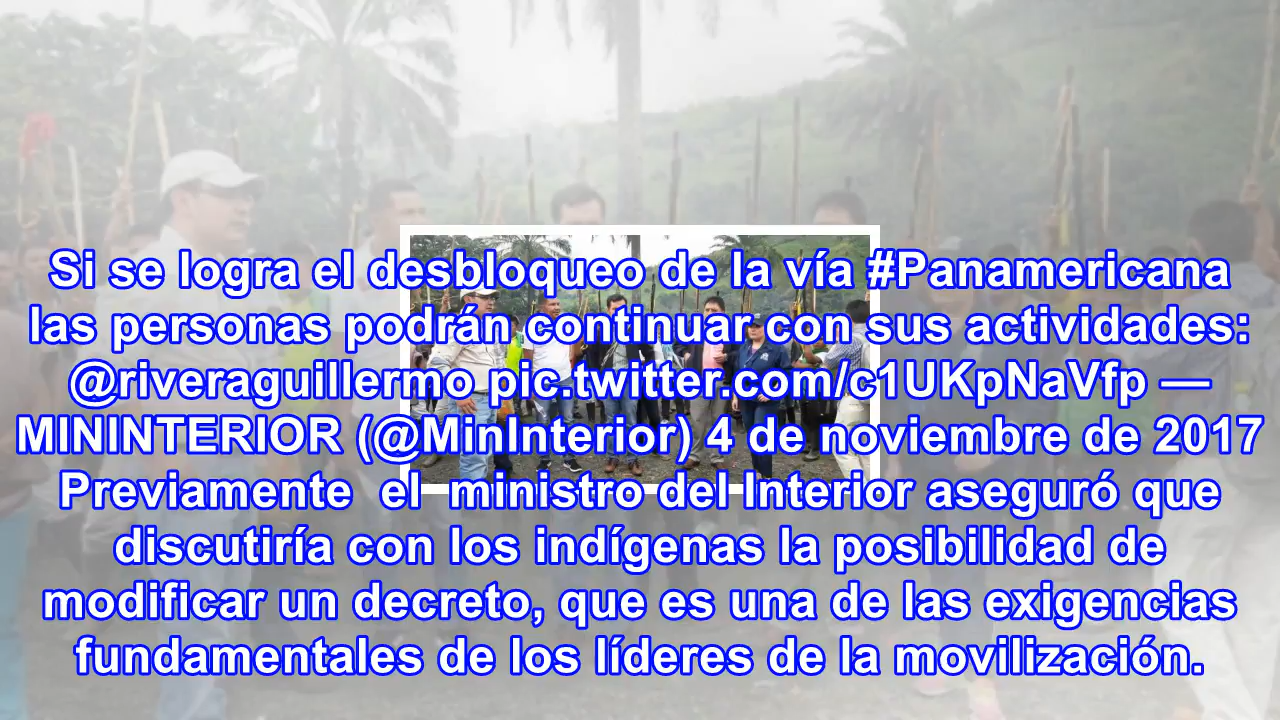 Si se logra el desbloqueo de la vía #Panamericana
las personas podrán continuar con sus actividades:
@riveraguillermo pic.twitter.com/c1UKpNaVfp —
MININTERIOR (@MinInterior) 4 de noviembre de 2017
Previamente  el  ministro del Interior aseguró que
discutiría con los indígenas la posibilidad de
modificar un decreto, que es una de las exigencias
fundamentales de los líderes de la movilización.